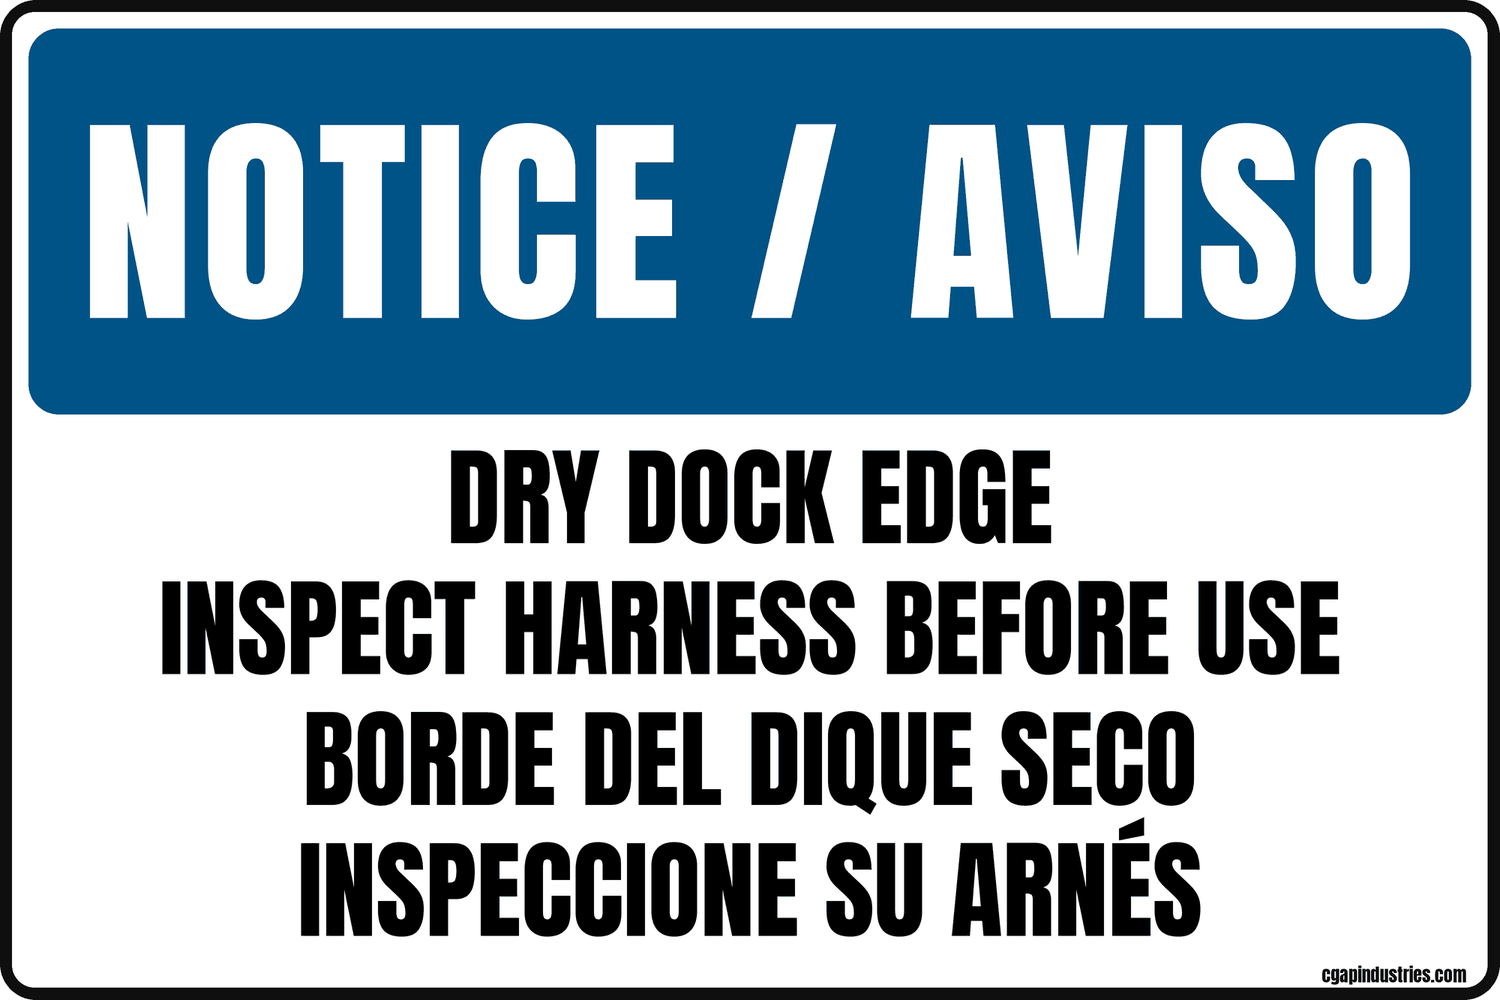 NOTICE / AVISO
DRY DOCK EDGE
INSPECT HARNESS BEFORE USE
BORDE DEL DIQUE SECO
INSPECCIONE SU ARNÉS
cgapindustries.com